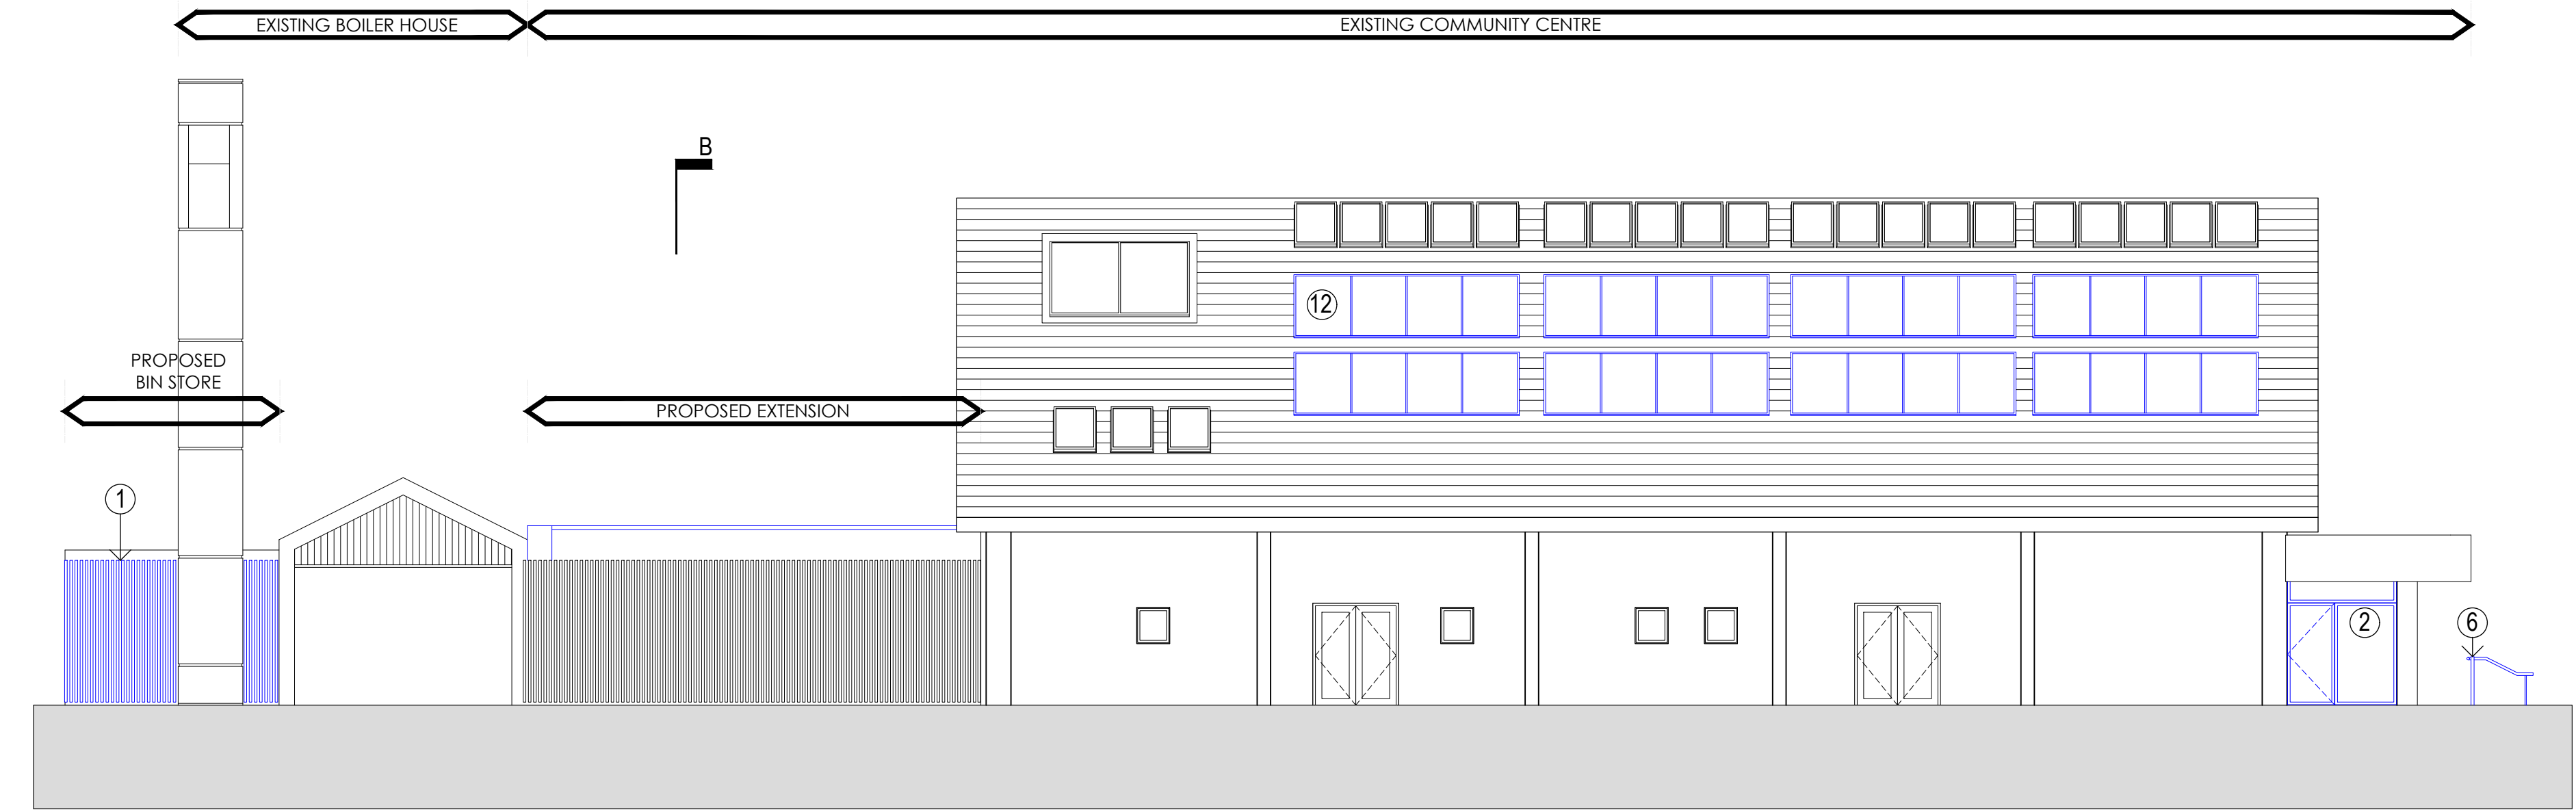 EXISTING BOILER HOUSE
EXISTING COMMUNITY CENTRE
B
12
PROPOSED
BIN STORE
PROPOSED EXTENSION
1
2
6